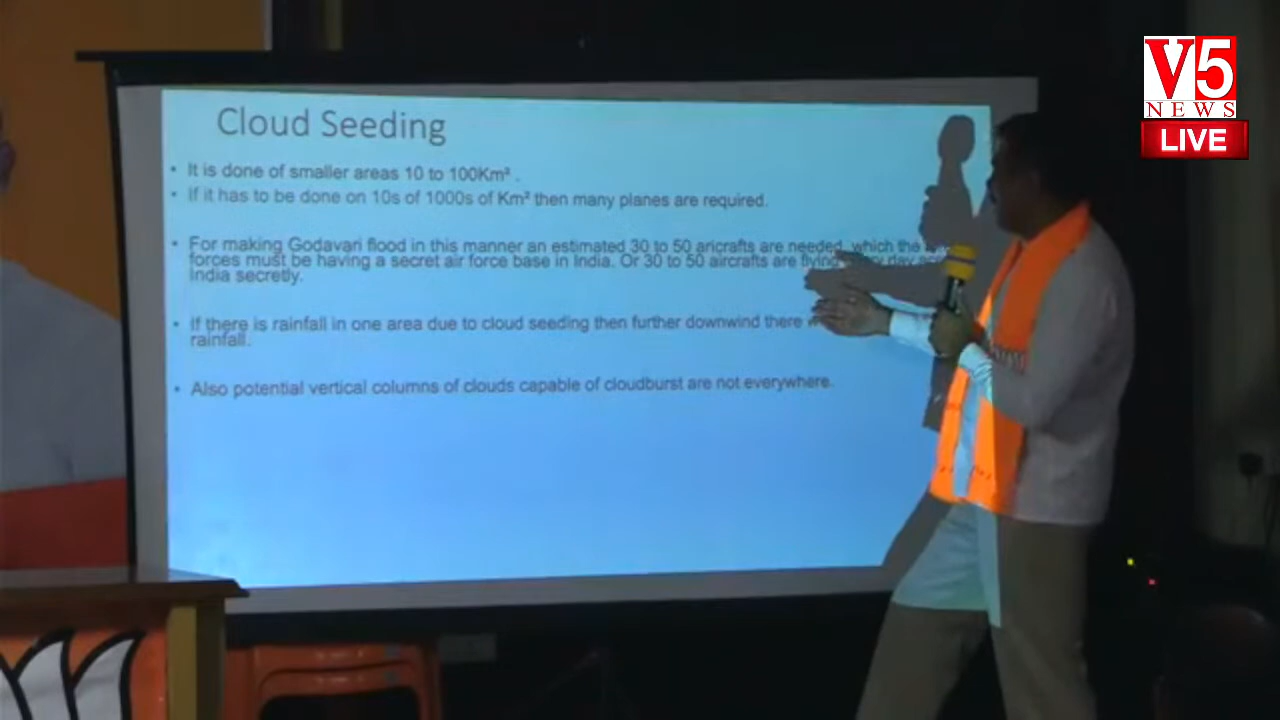 V5
NEWS
LIVE
Cloud Seeding
• It is done of smaller areas 10 to 100Km² .
• If it has to be done on 10s of 1000s of Km² then many planes are required.
• For making Godavari flood in this manner an estimated 30 to 50 aricrafts are needed, which the
forces must be having a secret air force base in India. Or 30 to 50 aircrafts are flying day
India secretly.
• If there is rainfall in one area due to cloud seeding then further downwind there
rainfall.
• Also potential vertical columns of clouds capable of cloudburst are not everywhere.